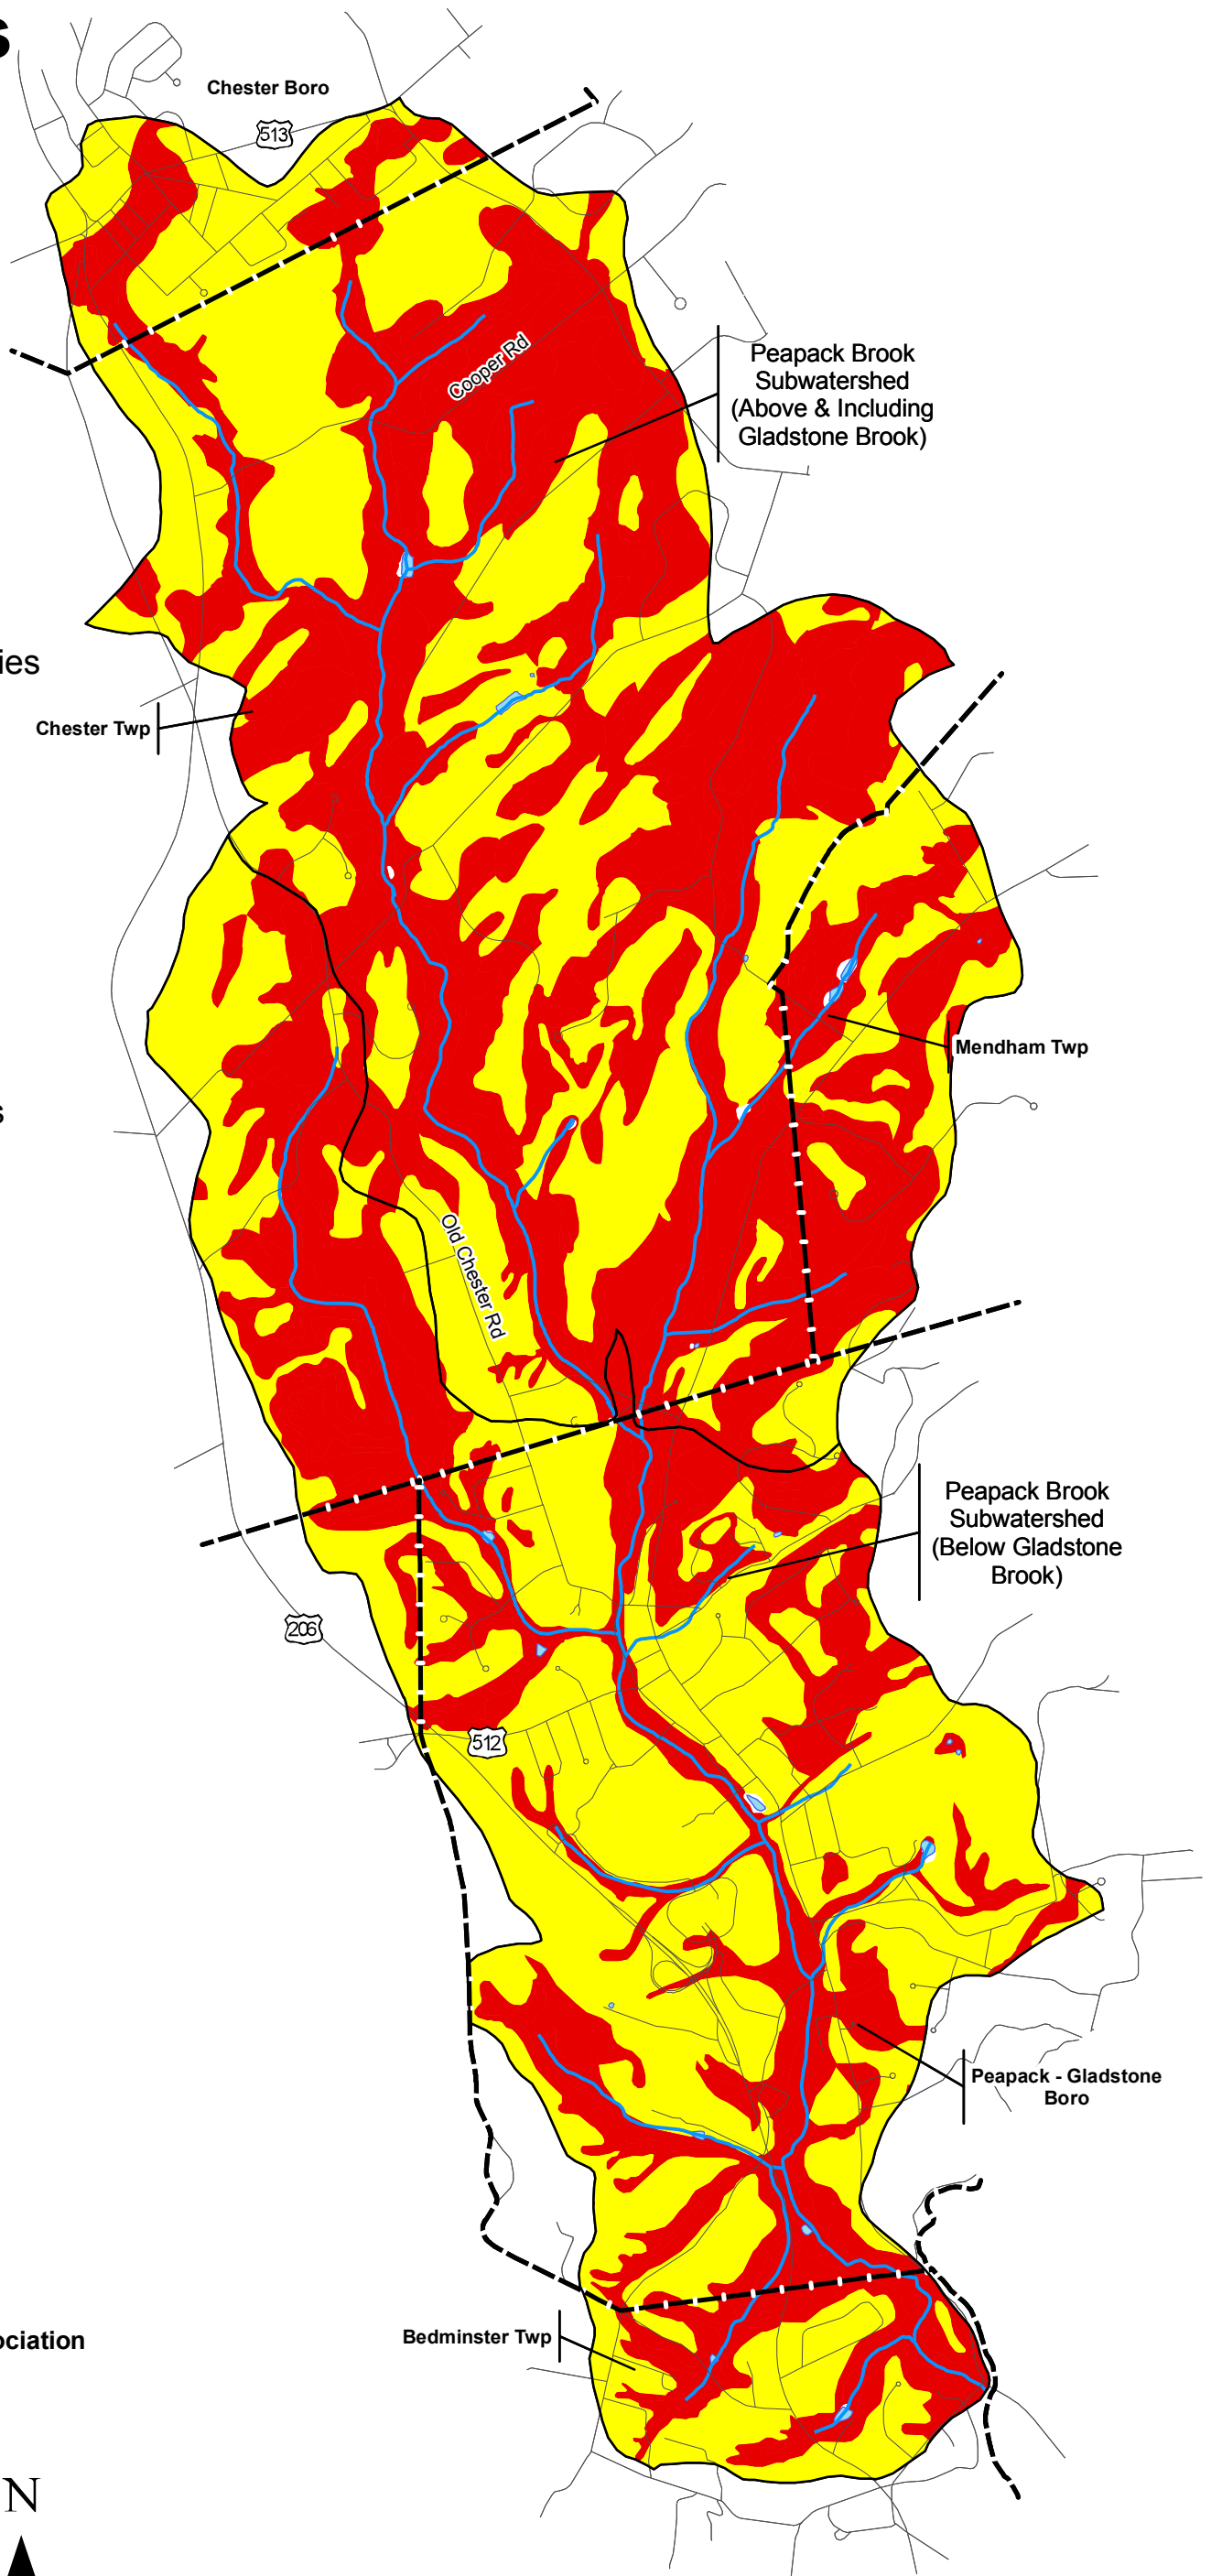 s
Chester Boro
513
Peapack Brook
Subwatershed
(Above & Including
Gladstone Brook)
Cooper Rd
ies
Chester Twp
Mendham Twp
s
Old Chester Rd
Peapack Brook
Subwatershed
(Below Gladstone
Brook)
206
512
Peapack - Gladstone
Boro
Bedminster Twp
ociation
N